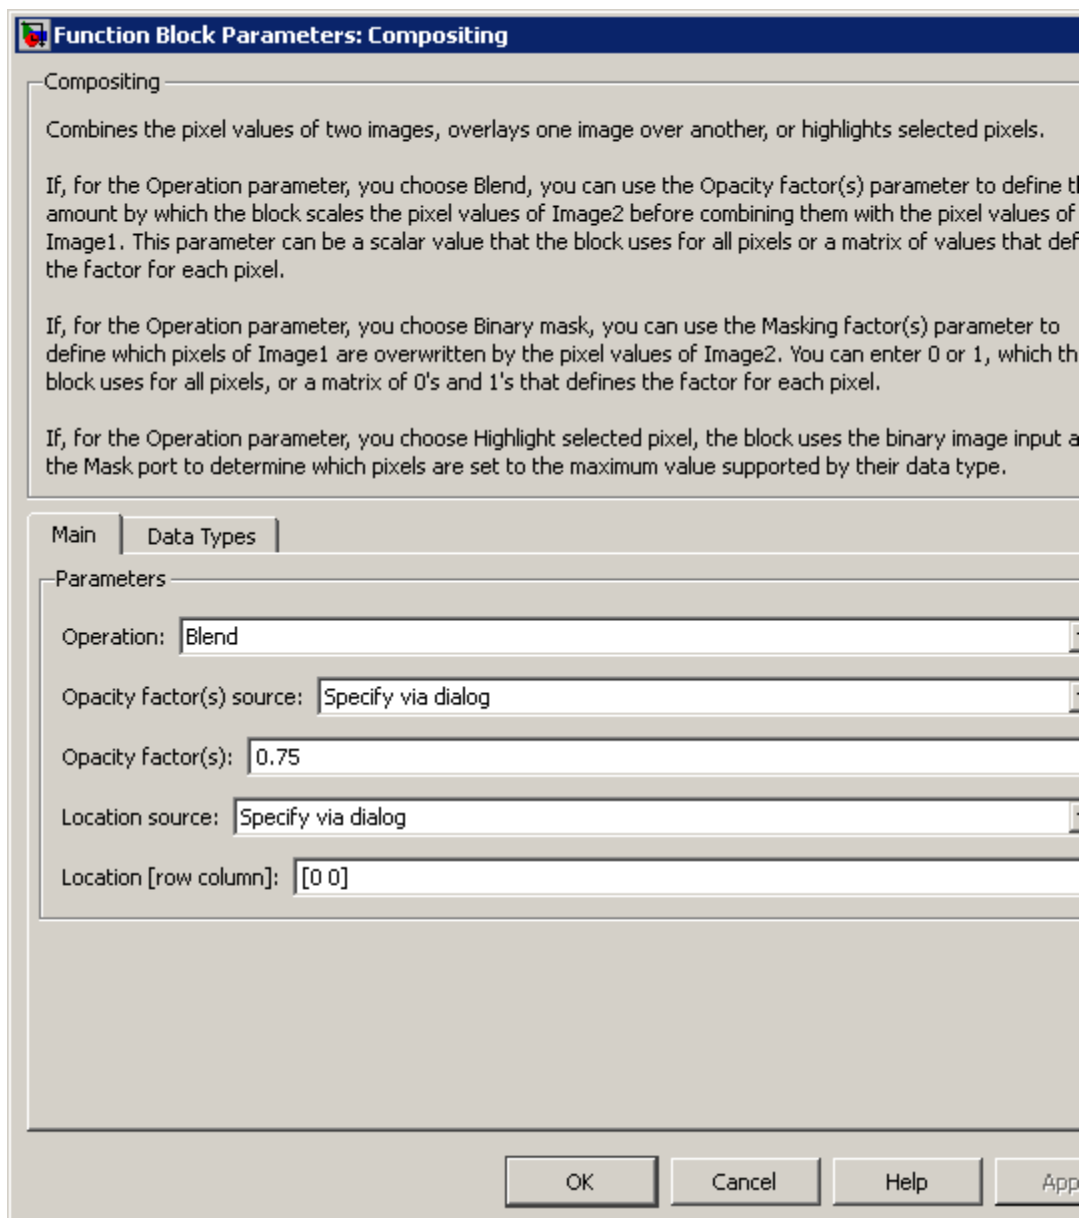 Function Block Parameters: Compositing
Compositing
Combines the pixel values of two images, overlays one image over another, or highlights selected pixels.
If, for the Operation parameter, you choose Blend, you can use the Opacity factor(s) parameter to define
amount by which the block scales the pixel values of Image2 before combining them with the pixel values of
Image1. This parameter can be a scalar value that the block uses for all pixels or a matrix of values that
the factor for each pixel.
If, for the Operation parameter, you choose Binary mask, you can use the Masking factor(s) parameter to
define which pixels of Image1 are overwritten by the pixel values of Image2. You can enter 0 or 1, which
block uses for all pixels, or a matrix of 0's and 1's that defines the factor for each pixel.
If, for the Operation parameter, you choose Highlight selected pixel, the block uses the binary image input
the Mask port to determine which pixels are set to the maximum value supported by their data type.
Main
Data Types
Parameters
Operation: Blend
Opacity factor(s) source: Specify via dialog
Opacity factor(s): 0.75
Location source: Specify via dialog
Location [row column]: [0 0]
OK Cancel Help